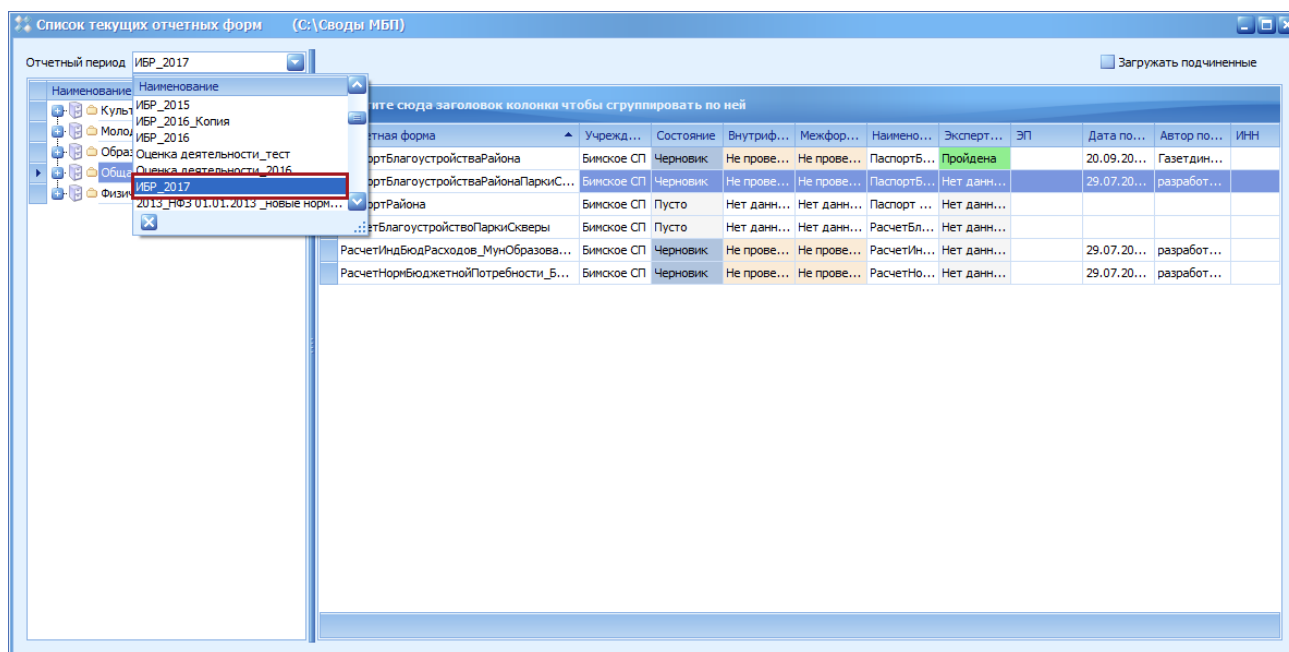 Список текущих отчетных форм (C:\Своды МБП)
Отчетный период ИБР_2017
Загружать подчиненные
Наименование
Наименование
ИБР_2015
ИБР_2016_Копия
ИБР_2016
Оценка деятельности_тест
Оценка деятельности_2016
ИБР_2017
2013_НФЗ 01.01.2013 _новые норм...
Культ
Моло
Обра
Обща
Физи
ите сюда заголовок колонки чтобы сгруппировать по ней
етная форма Учрежд... Состояние Внутриф... Межфор... Наимено... Эксперт... ЭП Дата по... Автор по... ИНН
ортБлагоустройстваРайона Бимское СП Черновик Не прове... Не прове... ПаспортБ... Пройдена 20.09.20... Газетдин...
ортБлагоустройстваРайонаПаркиС... Бимское СП Черновик Не прове... Не прове... ПаспортБ... Нет данн... 29.07.20... разработ...
ортРайона Бимское СП Пусто Нет данн... Нет данн... Паспорт ... Нет данн...
етБлагоустройствоПаркиСкверы Бимское СП Пусто Нет данн... Нет данн... РасчетБл... Нет данн...
РасчетИндБюдРасходов_МунОбразова... Бимское СП Черновик Не прове... Не прове... РасчетИн... Нет данн... 29.07.20... разработ...
РасчетНормБюджетнойПотребности_Б... Бимское СП Черновик Не прове... Не прове... РасчетНо... Нет данн... 29.07.20... разработ...